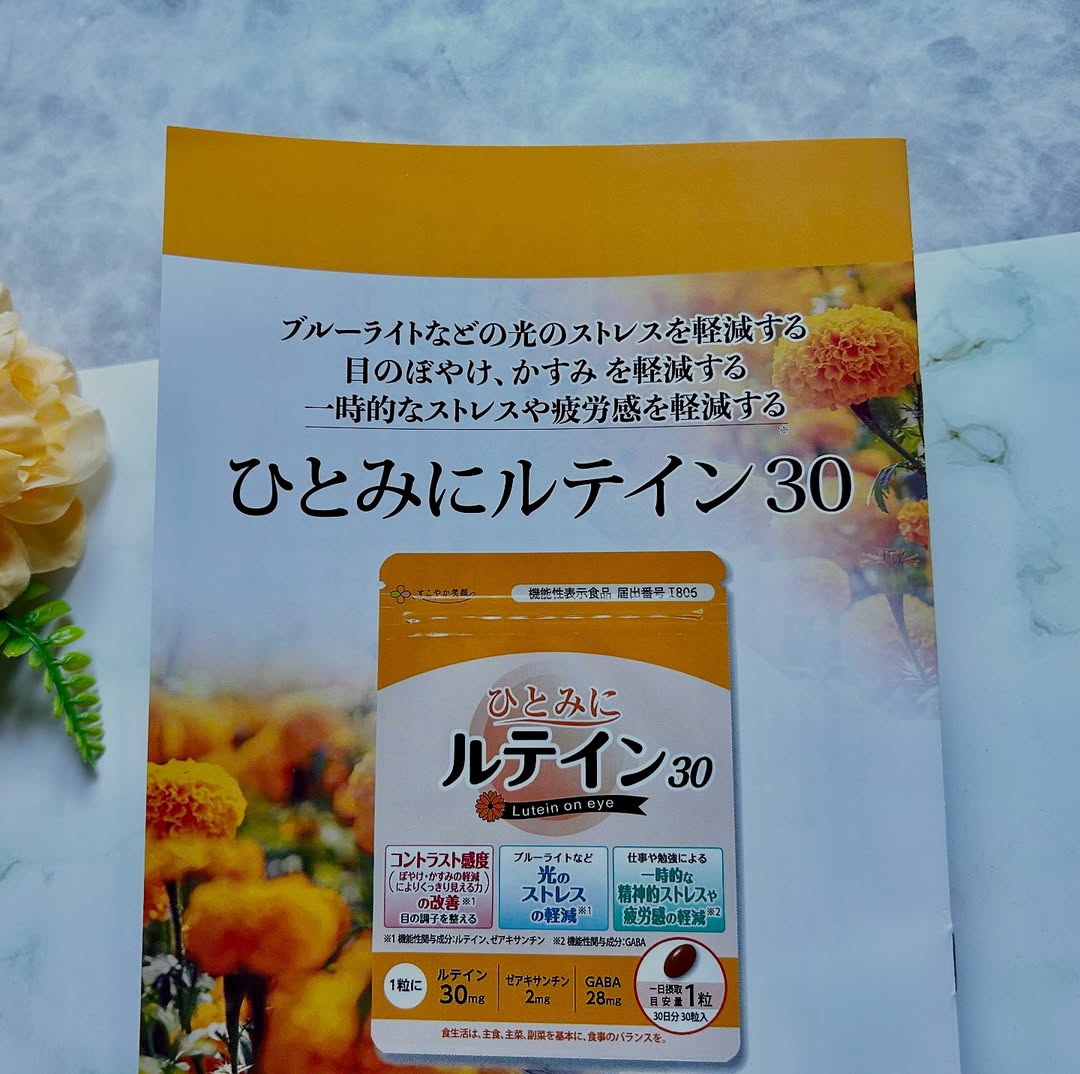 ブルーライトなどの光のストレスを軽減する
目のぼやけ、かすみ を軽減する
一時的なストレスや疲労感を軽減する
※
ひとみにルテイン30
すこやか笑顔
機能性表示食品 届出番号 I805
ひとみに
ルテイン30
Lutein on eye
コントラスト感度
(ぼやけ・かすみの軽減
によりくっきり見える力)
の改善※1
目の調子を整える
ブルーライトなど
光の
ストレス
の軽減※1
仕事や勉強による
一時的な
精神的ストレスや
疲労感の軽減※2
※1 機能性関与成分:ルテイン、ゼアキサンチン ※2 機能性関与成分:GABA
1粒に
ルテイン
30mg
ゼアキサンチン
2mg
GABA
28mg
一日摂取
目安量 1粒
30日分 30粒入
食生活は、主食、主菜、副菜を基本に、食事のバランスを。